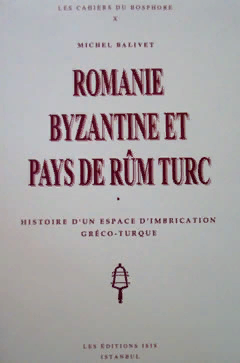 LES CAHIERS DU BOSPHORE
X
MICHEL BALIVET
ROMANIE
BYZANTINE ET
PAYS DE RÛM TURC
HISTOIRE D'UN ESPACE D'IMBRICATION
GRÉCO-TURQUE
LES ÉDITIONS ISIS
ISTANBUL